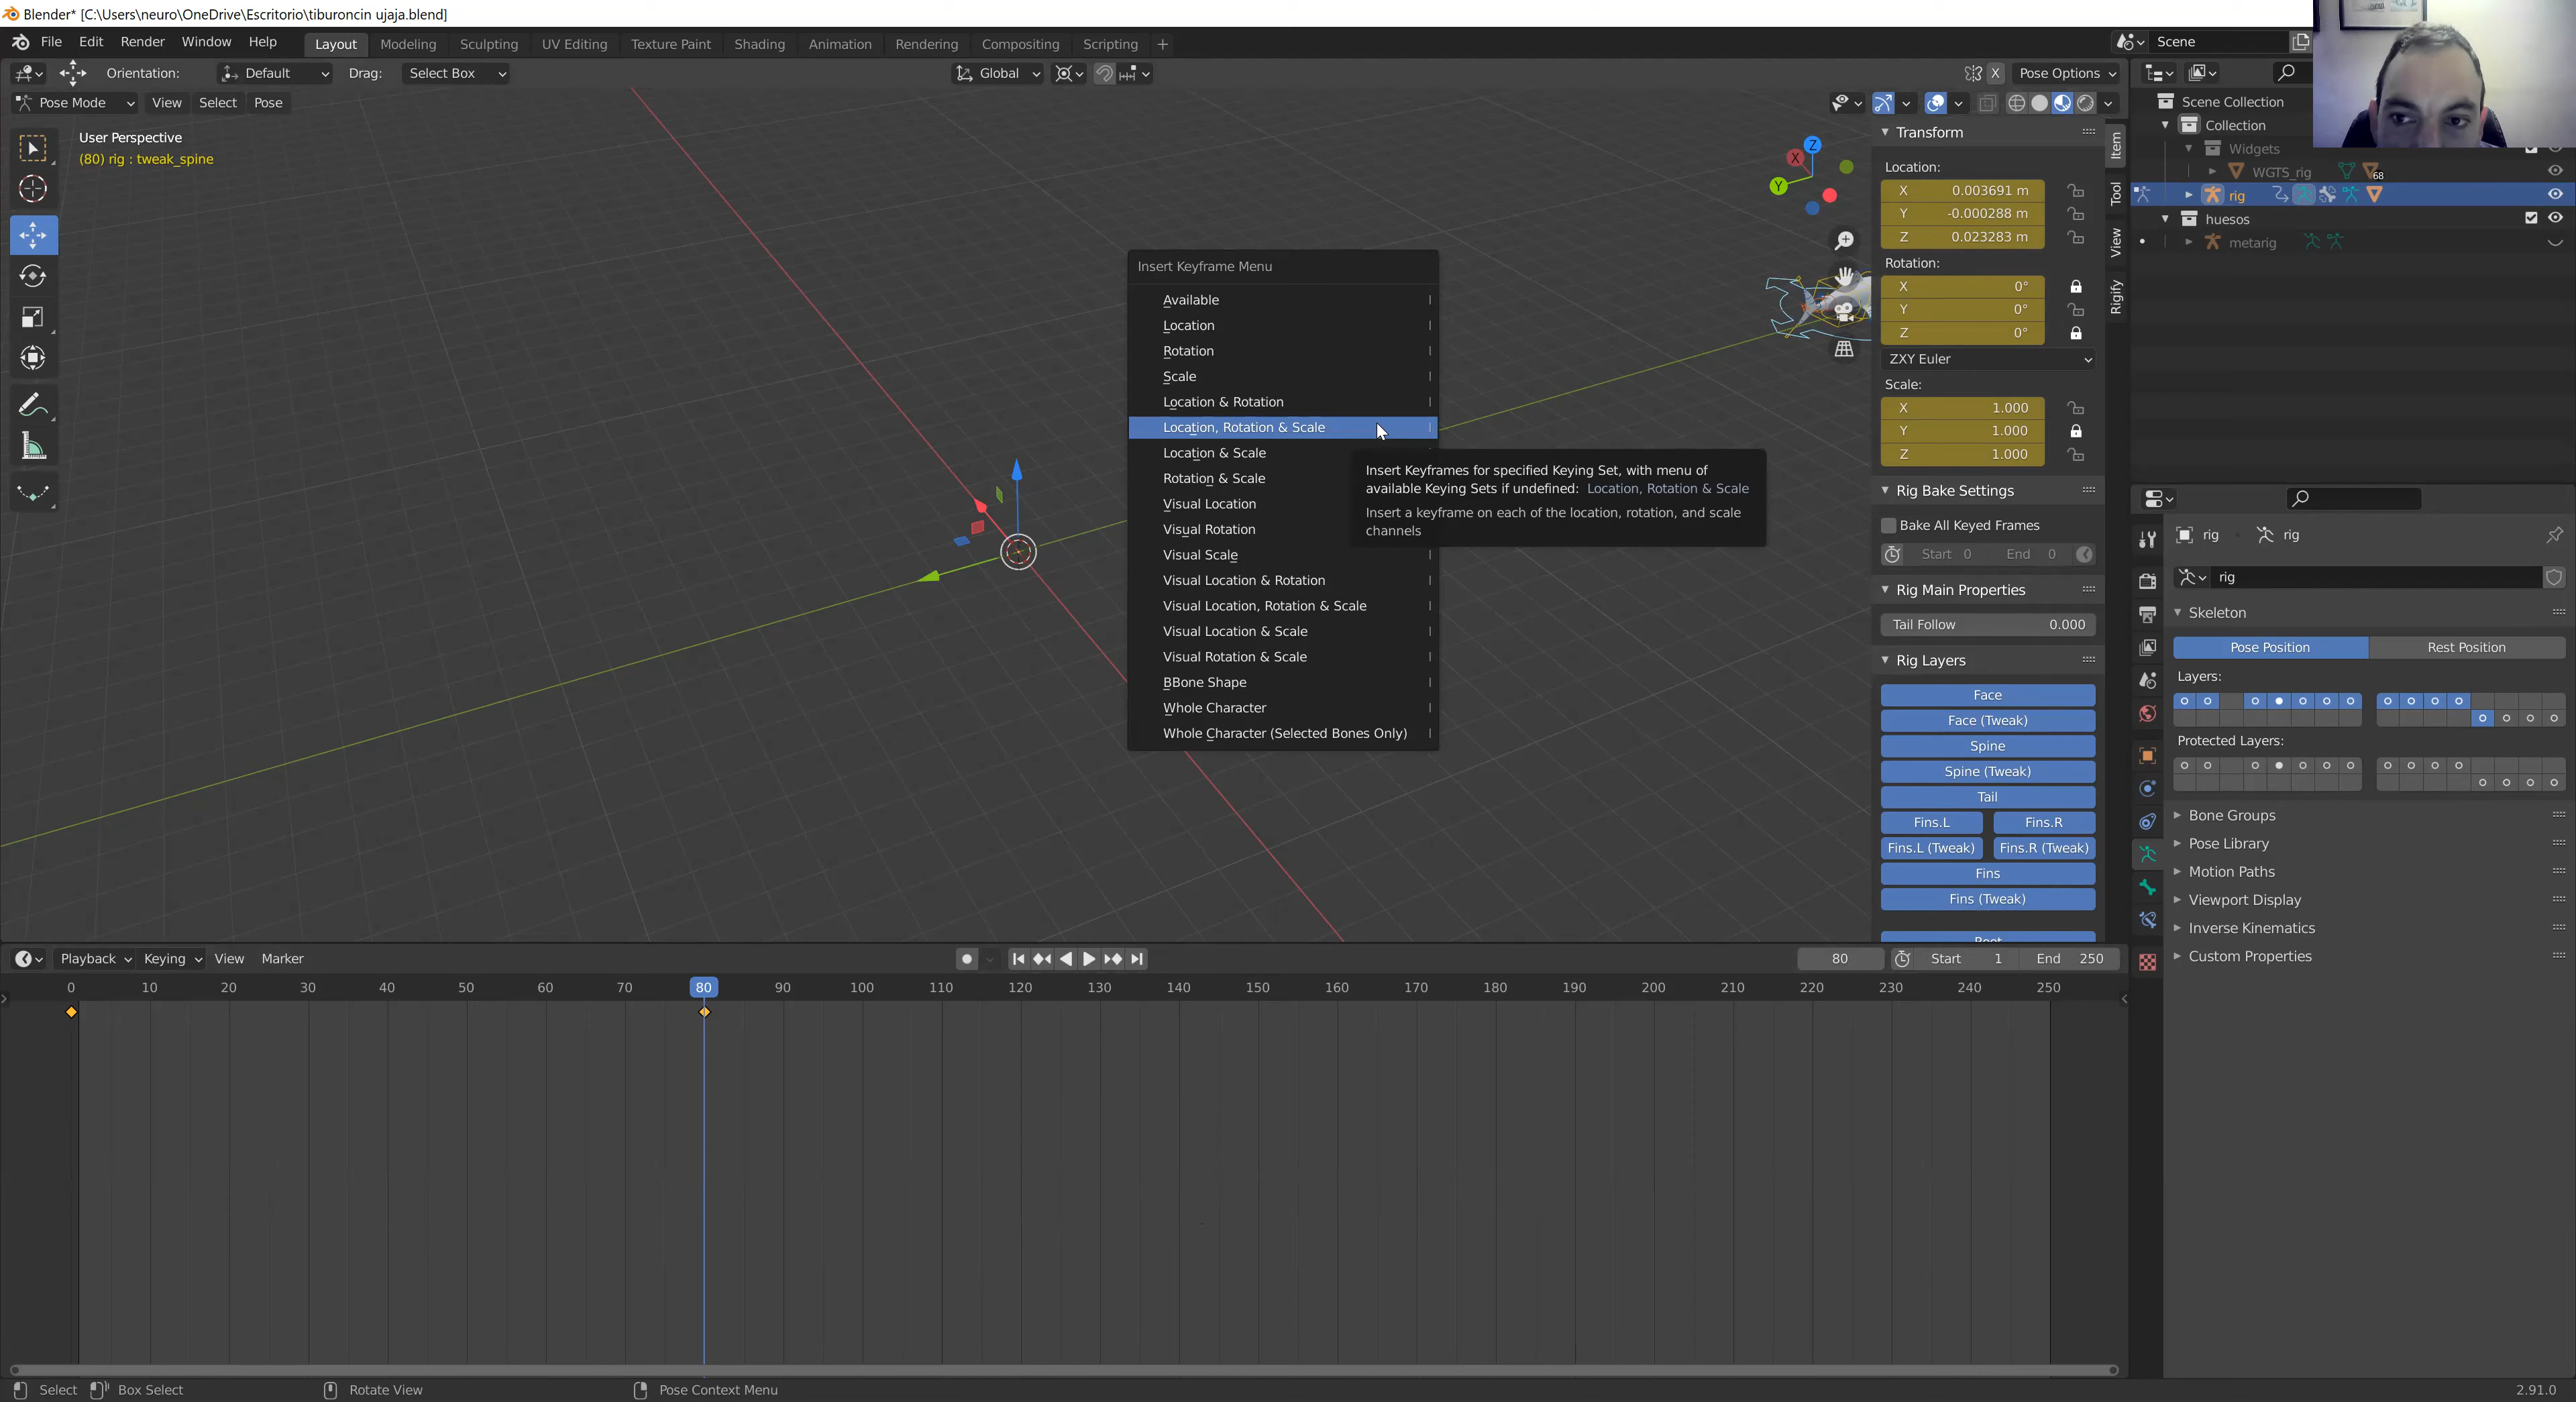 Blender* [C:\Users\neuro\OneDrive\Escritorio\tiburoncin ujaja.blend]
File Edit Render Window Help Layout Modeling Sculpting UV Editing Texture Paint Shading Animation Rendering Compositing Scripting + Scene
Orientation: Default Drag: Select Box Global X Pose Options
Pose Mode View Select Pose
User Perspective
(80) rig : tweak_spine
X Z Y
Insert Keyframe Menu
Available I
Location I
Rotation I
Scale I
Location & Rotation I
Location, Rotation & Scale I
Location & Scale
Rotation & Scale
Visual Location
Visual Rotation
Visual Scale I
Visual Location & Rotation I
Visual Location, Rotation & Scale I
Visual Location & Scale I
Visual Rotation & Scale I
BBone Shape I
Whole Character I
Whole Character (Selected Bones Only) I
Insert Keyframes for specified Keying Set, with menu of
available Keying Sets if undefined: Location, Rotation & Scale
Insert a keyframe on each of the location, rotation, and scale
channels
Transform
Location:
X 0.003691 m
Y -0.000288 m
Z 0.023283 m
Rotation:
X 0°
Y 0°
Z 0°
ZXY Euler
Scale:
X 1.000
Y 1.000
Z 1.000
Rig Bake Settings
Bake All Keyed Frames
Start 0 End 0
Rig Main Properties
Tail Follow 0.000
Rig Layers
Face
Face (Tweak)
Spine
Spine (Tweak)
Tail
Fins.L Fins.R
Fins.L (Tweak) Fins.R (Tweak)
Fins
Fins (Tweak)
Root
Item
Tool
View
Rigify
Scene Collection
Collection
Widgets
WGTS_rig 68
rig
huesos
metarig
rig rig
rig
Skeleton
Pose Position Rest Position
Layers:
Protected Layers:
Bone Groups
Pose Library
Motion Paths
Viewport Display
Inverse Kinematics
Custom Properties
Playback Keying View Marker 80 Start 1 End 250
0 10 20 30 40 50 60 70 80 90 100 110 120 130 140 150 160 170 180 190 200 210 220 230 240 250
Select Box Select Rotate View Pose Context Menu 2.91.0